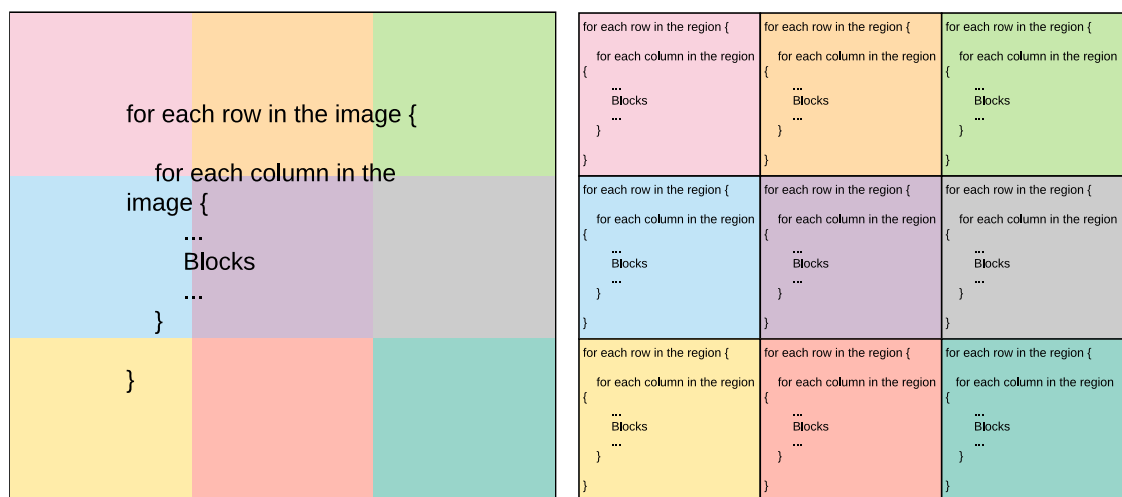 for each row in the image {
for each column in the
image {
...
Blocks
...
}
}
for each row in the region {
for each column in the region
{
...
Blocks
...
}
}
for each row in the region {
for each column in the region
{
...
Blocks
...
}
}
for each row in the region {
for each column in the region
{
...
Blocks
...
}
}
for each row in the region {
for each column in the region
{
...
Blocks
...
}
}
for each row in the region {
for each column in the region
{
...
Blocks
...
}
}
for each row in the region {
for each column in the region
{
...
Blocks
...
}
}
for each row in the region {
for each column in the region
{
...
Blocks
...
}
}
for each row in the region {
for each column in the region
{
...
Blocks
...
}
}
for each row in the region {
for each column in the region
{
...
Blocks
...
}
}